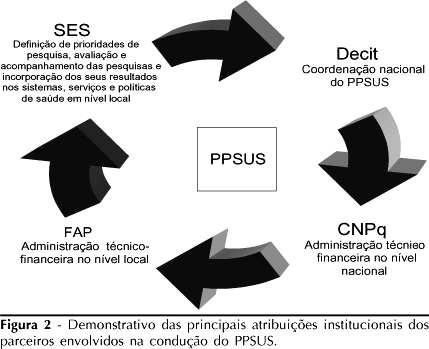 SES
Definição de prioridades de
pesquisa, avaliação e
acompanhamento das pesquisas e
incorporação dos seus resultados
nos sistemas, serviços e políticas
de saúde em nível local
Decit
Coordenação nacional
do PPSUS
PPSUS
CNPq
Administração técnieo
financeira no nível
nacional
FAP
Administração técnico-
financeira no nível local
Figura 2 - Demonstrativo das principais atribuições institucionais dos
parceiros envolvidos na condução do PPSUS.